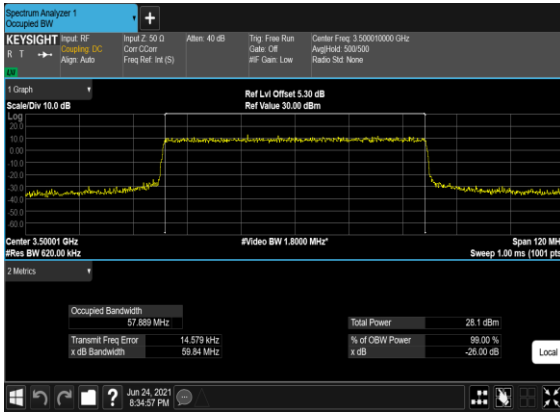 Spectrum Analyzer 1
Occupied BW
+
KEYSIGHT
R T
LXI
Input: RF
Coupling: DC
Align: Auto
Input Z: 50 Ω
Corr CCorr
Freq Ref: Int (S)
Atten: 40 dB
Trig: Free Run
Gate: Off
#IF Gain: Low
Center Freq: 3.500010000 GHz
Avg|Hold: 500/500
Radio Std: None
1 Graph
Scale/Div 10.0 dB
Ref Lvl Offset 5.30 dB
Ref Value 30.00 dBm
Log
20.0
10.0
0.00
-10.0
-20.0
-30.0
-40.0
-50.0
-60.0
Center 3.50001 GHz
#Res BW 620.00 kHz
#Video BW 1.8000 MHz*
Span 120 MH
Sweep 1.00 ms (1001 pts
2 Metrics
Occupied Bandwidth
57.889 MHz
Transmit Freq Error 14.579 kHz
x dB Bandwidth 59.84 MHz
Total Power 28.1 dBm
% of OBW Power 99.00 %
x dB -26.00 dB
Local
?
Jun 24, 2021
8:34:57 PM